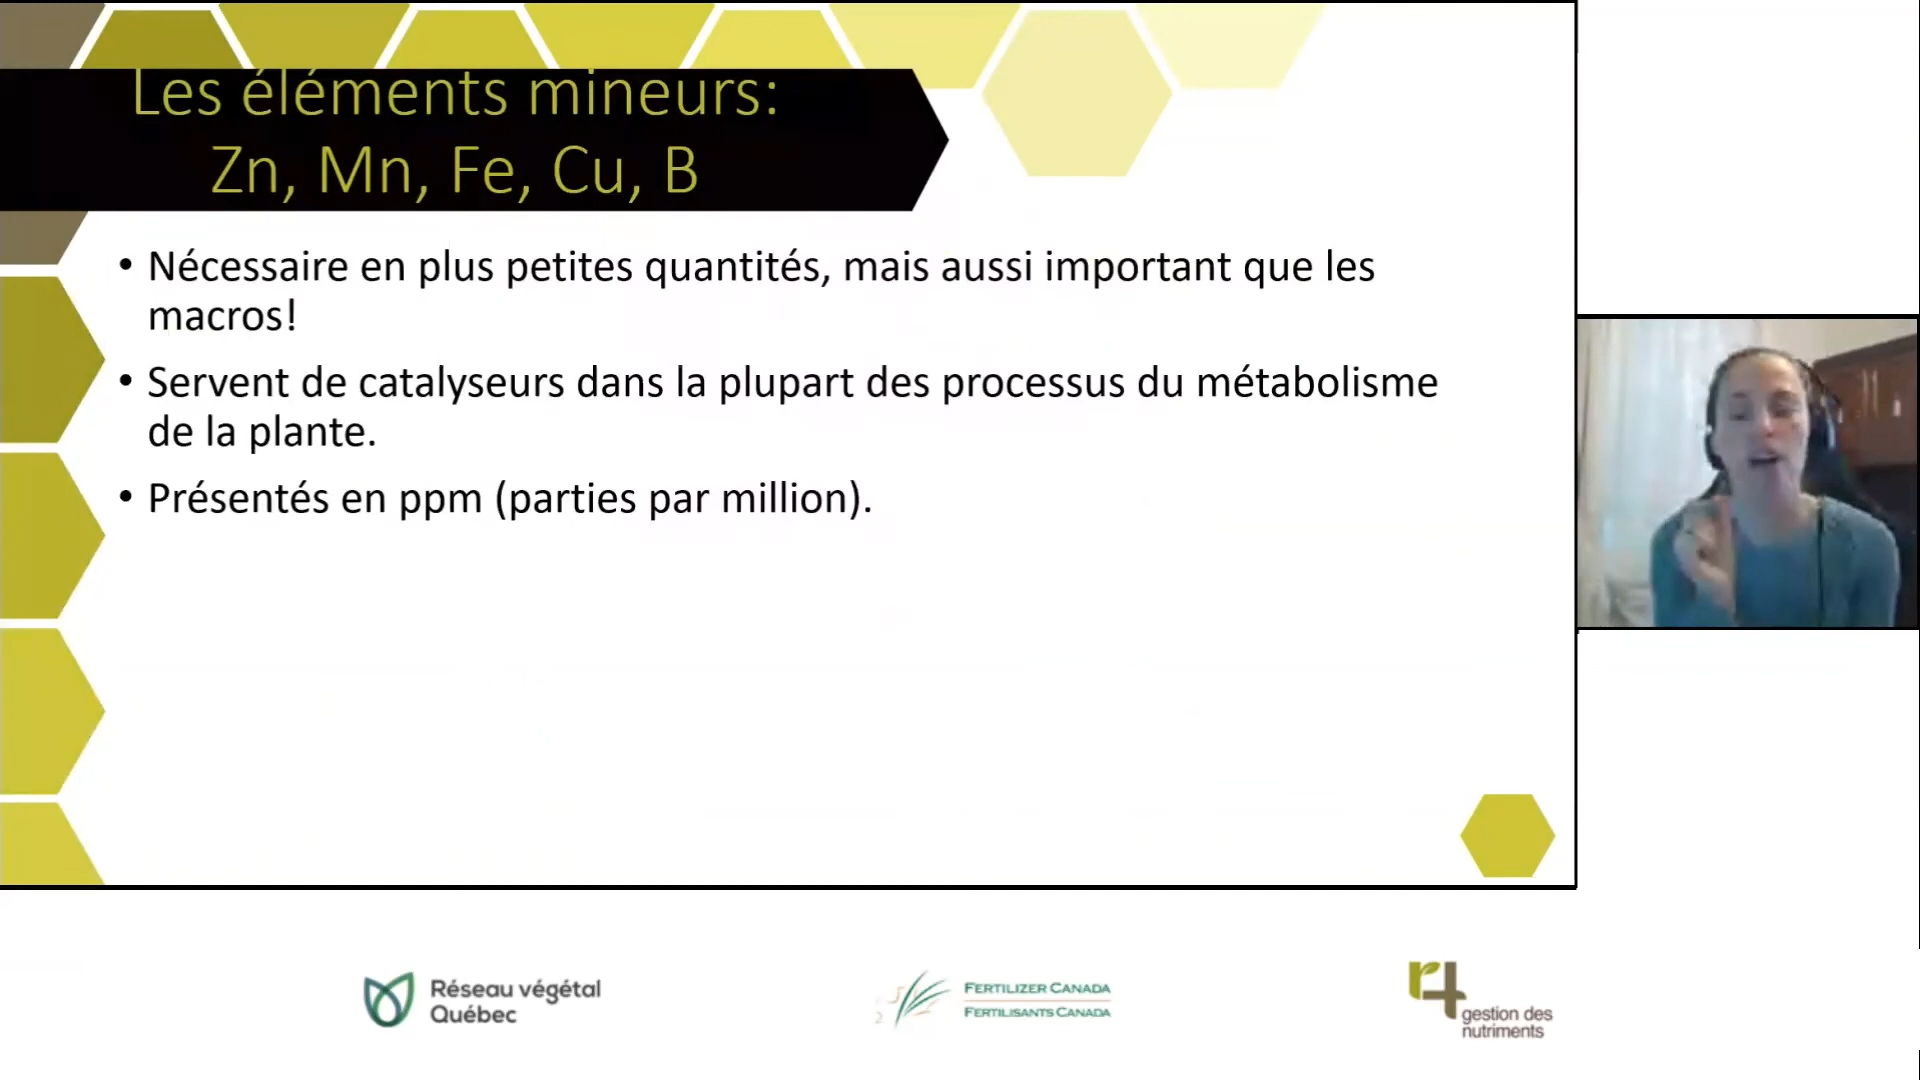 Les éléments mineurs:
Zn, Mn, Fe, Cu, B
• Nécessaire en plus petites quantités, mais aussi important que les
macros!
• Servent de catalyseurs dans la plupart des processus du métabolisme
de la plante.
• Présentés en ppm (parties par million).
Réseau végétal
Québec
FERTILIZER CANADA
FERTILISANTS CANADA
r4
gestion des
nutriments